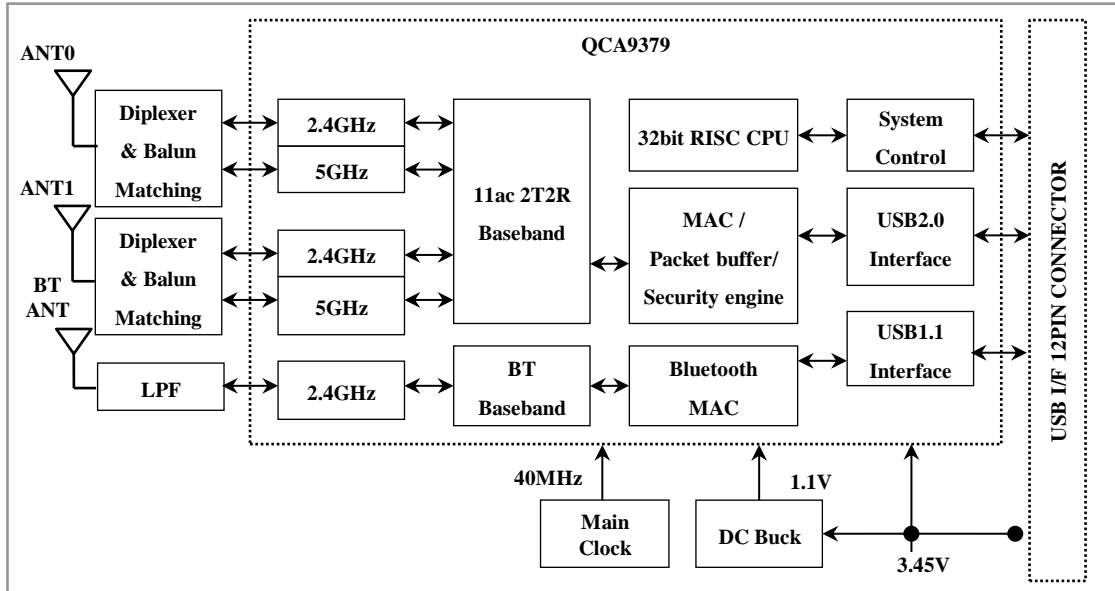 QCA9379
ANT0
Diplexer
& Balun
Matching
2.4GHz
5GHz
11ac 2T2R
Baseband
32bit RISC CPU
System
Control
ANT1
Diplexer
& Balun
Matching
2.4GHz
5GHz
MAC /
Packet buffer/
Security engine
USB2.0
Interface
BT
ANT
LPF
2.4GHz
BT
Baseband
Bluetooth
MAC
USB1.1
Interface
USB I/F 12PIN CONNECTOR
40MHz
Main
Clock
1.1V
DC Buck
3.45V